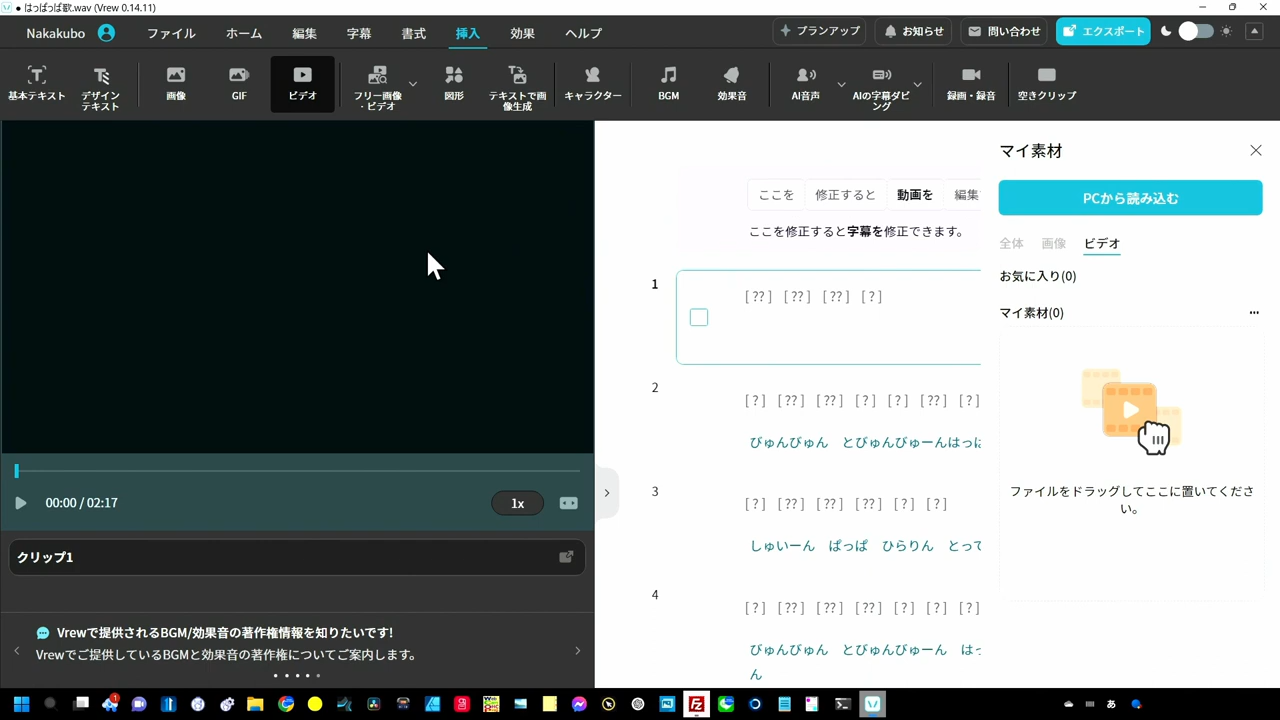 ● はっぱっぱ歌.wav (Vrew 0.14.11)
Nakakubo ファイル ホーム 編集 字幕 書式 挿入 効果 ヘルプ プランアップ お知らせ 問い合わせ エクスポート
基本テキスト デザインテキスト 画像 GIF ビデオ フリー画像・ビデオ 図形 テキストで画像生成 キャラクター BGM 効果音 AI音声 AIの字幕ダビング 録画・録音 空きクリップ
マイ素材
PCから読み込む
全体 画像 ビデオ
お気に入り(0)
マイ素材(0)
ファイルをドラッグしてここに置いてくださ
い。
ここを 修正すると 動画を 編集
ここを修正すると字幕を修正できます。
1 [ ?? ] [ ?? ] [ ?? ] [ ? ]
2 [ ? ] [ ?? ] [ ?? ] [ ? ] [ ? ] [ ?? ] [ ? ]
びゅんびゅん とびゅんびゅーんはっぱ
3 [ ? ] [ ?? ] [ ?? ] [ ?? ] [ ? ] [ ? ]
しゅいーん ぱっぱ ひらりん とって
4 [ ? ] [ ?? ] [ ?? ] [ ?? ] [ ? ] [ ? ] [ ? ]
びゅんびゅん とびゅんびゅーん はっ
ん
00:00 / 02:17 1x
クリップ1
Vrewで提供されるBGM/効果音の著作権情報を知りたいです!
Vrewでご提供しているBGMと効果音の著作権についてご案内します。
あ